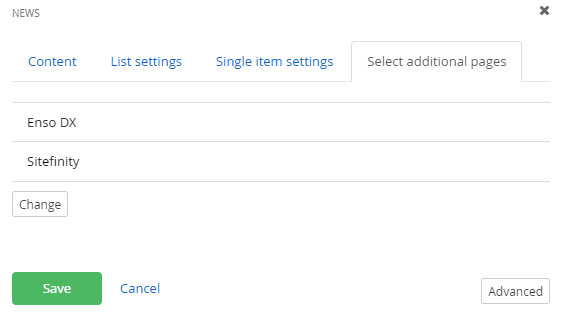 NEWS
Content List settings Single item settings Select additional pages
Enso DX
Sitefinity
Change
Save Cancel Advanced